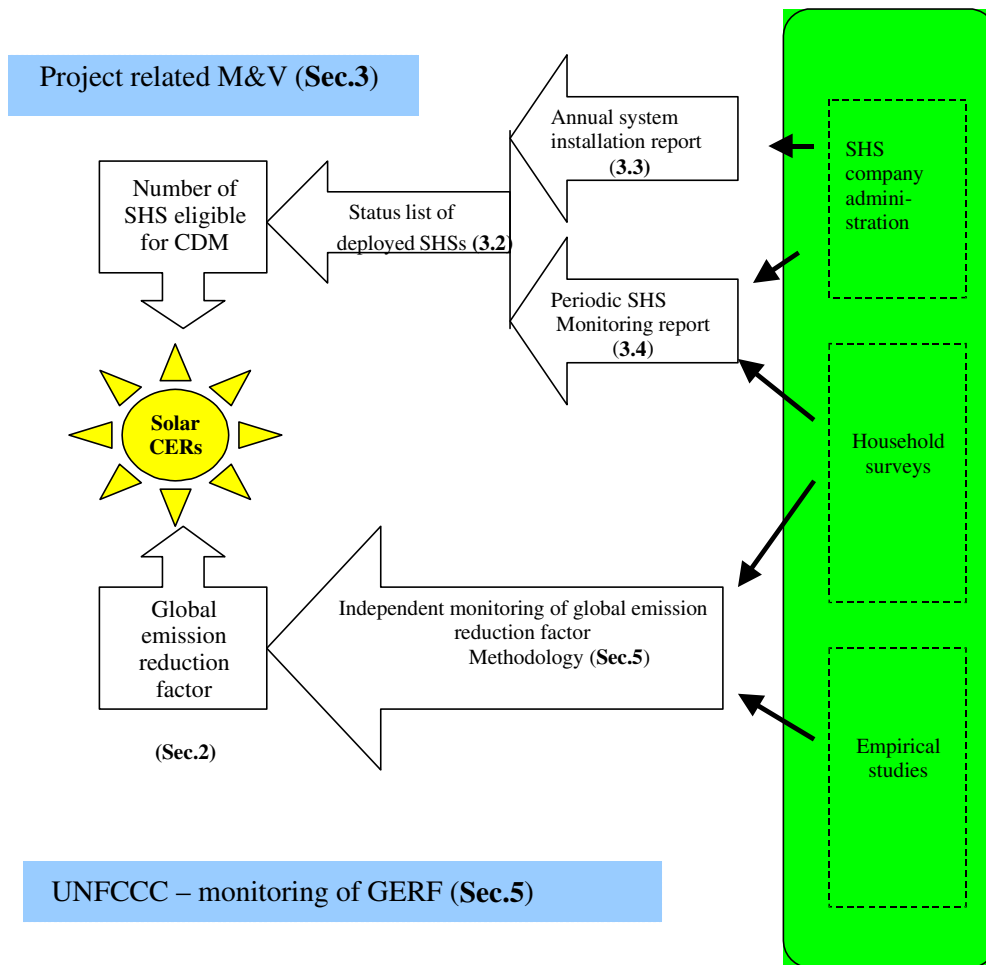 Project related M&V (Sec.3)
Annual system
installation report
(3.3)
SHS
company
admini-
stration
Number of
SHS eligible
for CDM
Status list of
deployed SHSs (3.2)
Periodic SHS
Monitoring report
(3.4)
Solar
CERs
Household
surveys
Global
emission
reduction
factor
Independent monitoring of global emission
reduction factor
Methodology (Sec.5)
(Sec.2)
Empirical
studies
UNFCCC – monitoring of GERF (Sec.5)